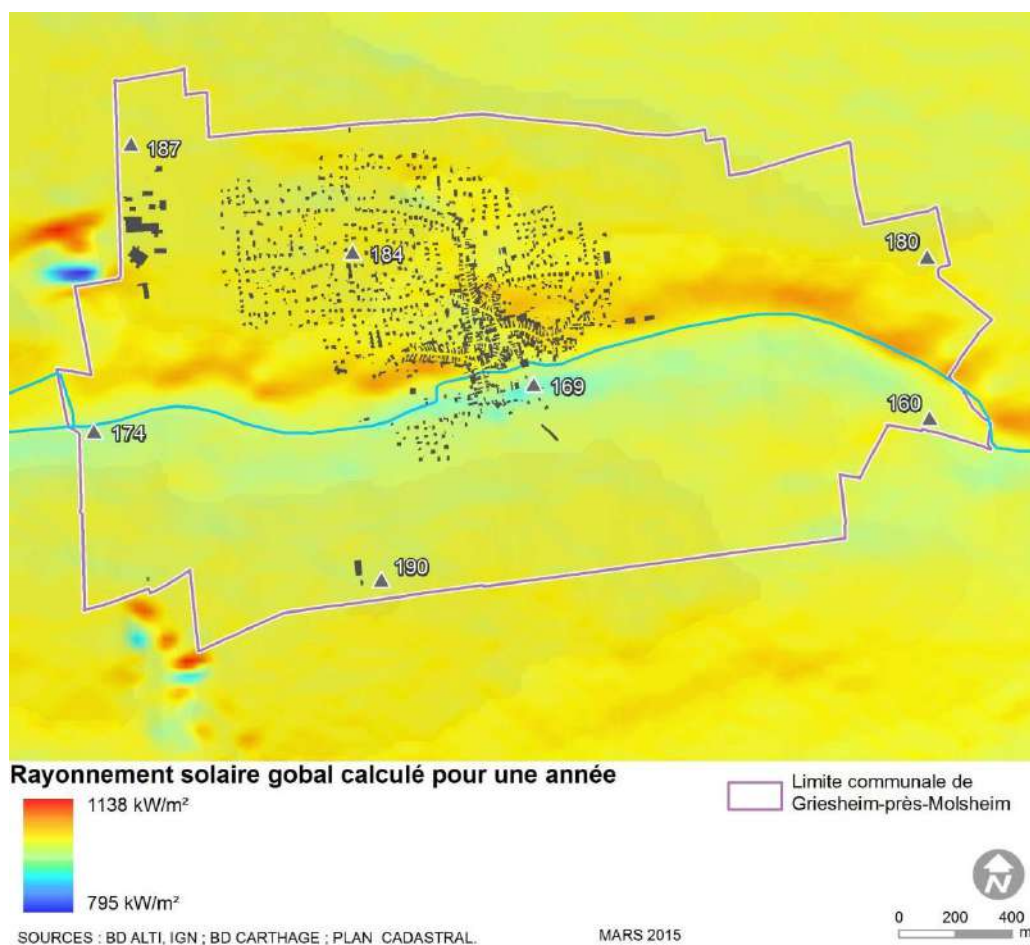 187
184
180
169
160
174
190
Rayonnement solaire gobal calculé pour une année
1138 kW/m²
795 kW/m²
Limite communale de
Griesheim-près-Molsheim
N
0 200 400
m
SOURCES : BD ALTI, IGN ; BD CARTHAGE ; PLAN CADASTRAL.
MARS 2015